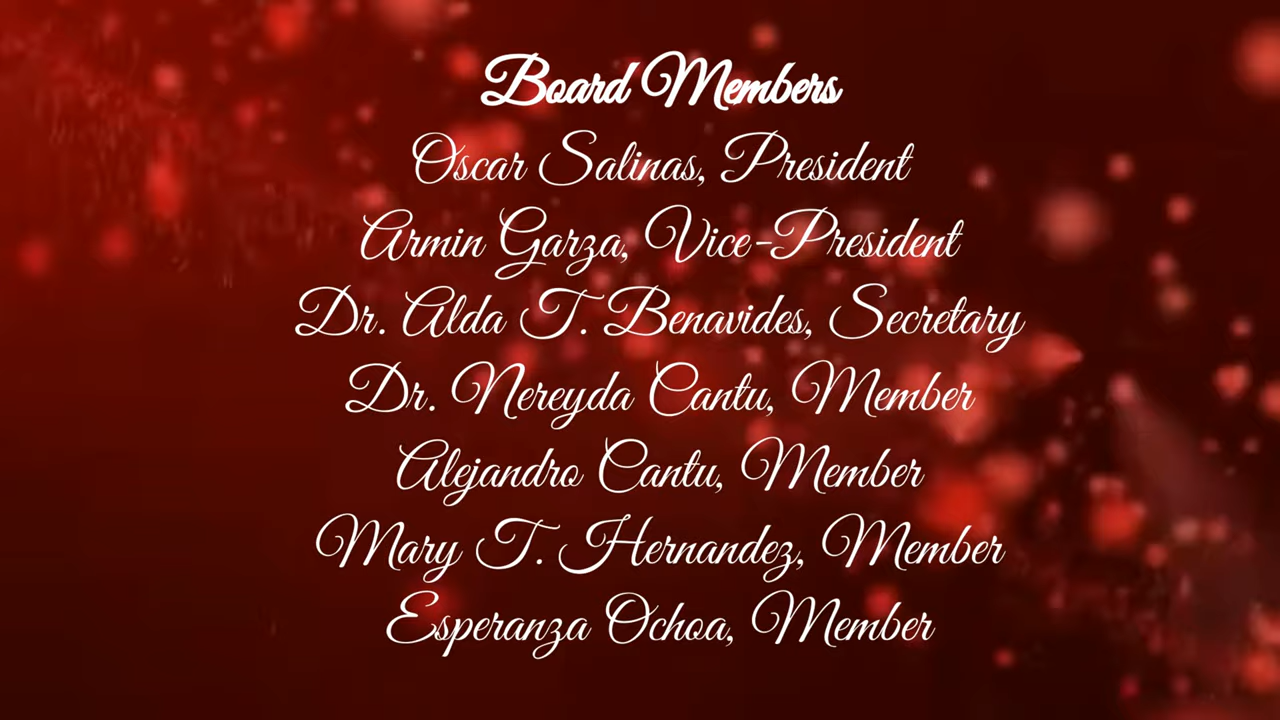 Board Members
Oscar Salinas, President
Armin Garza, Vice-President
Dr. Alda T. Benavides, Secretary
Dr. Nereyda Cantu, Member
Alejandro Cantu, Member
Mary T. Hernandez, Member
Esperanza Ochoa, Member